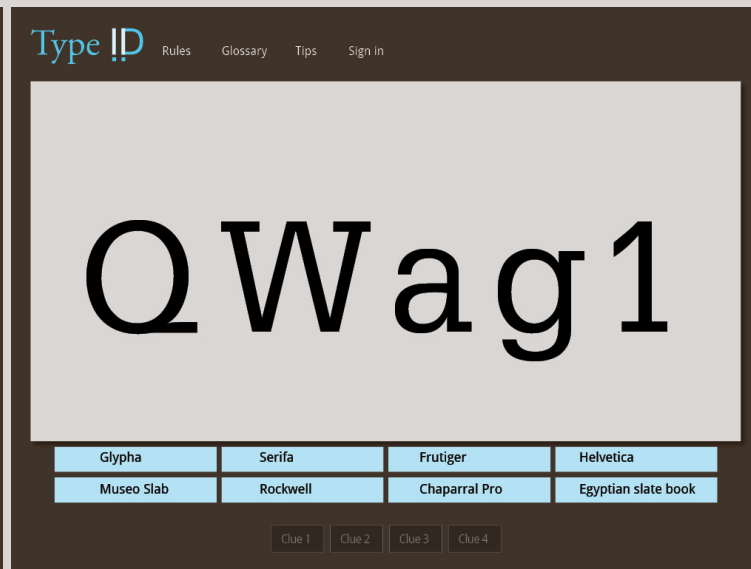 Type !D Rules Glossary Tips Sign in
QWag1
Glypha Serifa Frutiger Helvetica
Museo Slab Rockwell Chaparral Pro Egyptian slate book
Clue 1 Clue 2 Clue 3 Clue 4